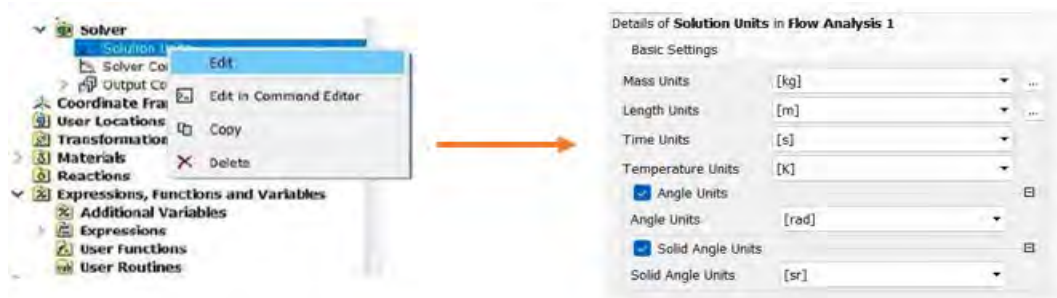 Solver
Solution
Edit
Solver Co
Output Co
Edit in Command Editor
Coordinate Fra
User Locations
Copy
Transformation
Delete
Materials
Reactions
Expressions, Functions and Variables
Additional Variables
Expressions
User Functions
User Routines
Details of Solution Units in Flow Analysis 1
Basic Settings
Mass Units [kg] ...
Length Units [m] ...
Time Units [s]
Temperature Units [K]
Angle Units
Angle Units [rad]
Solid Angle Units
Solid Angle Units [sr]